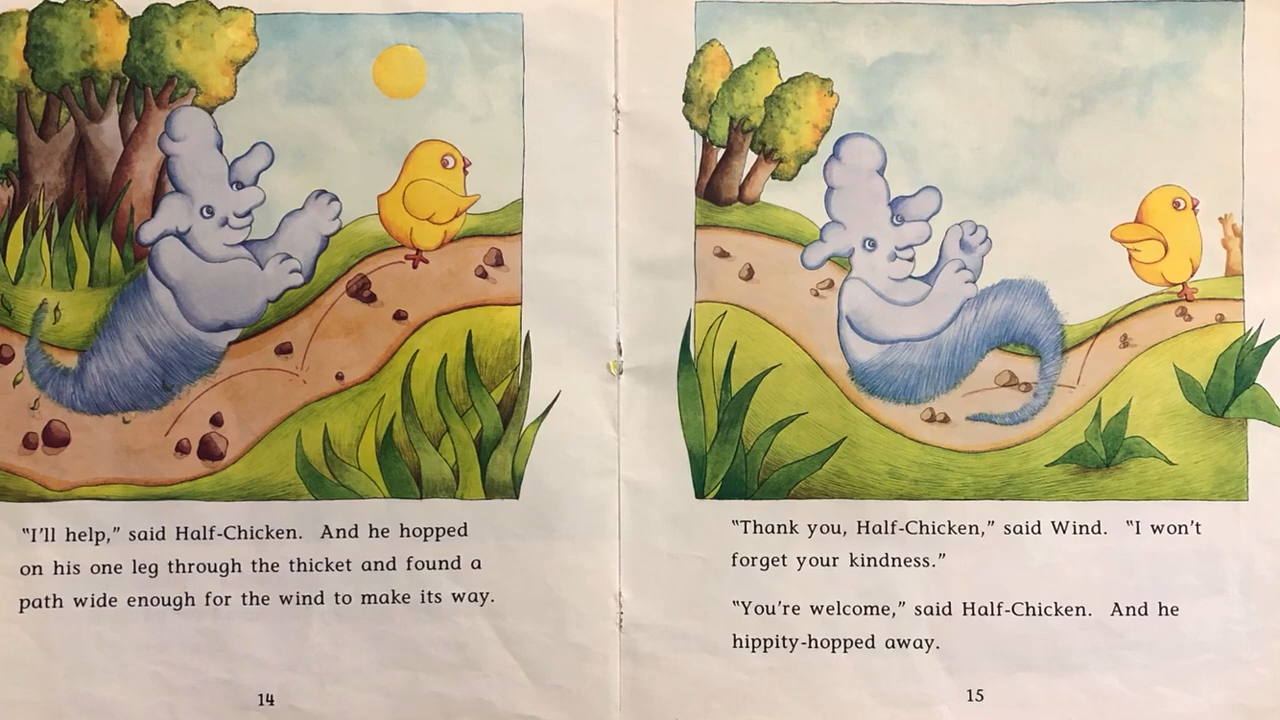 “I’ll help,” said Half-Chicken. And he hopped
on his one leg through the thicket and found a
path wide enough for the wind to make its way.
14
“Thank you, Half-Chicken,” said Wind. “I won’t
forget your kindness.”
“You’re welcome,” said Half-Chicken. And he
hippity-hopped away.
15